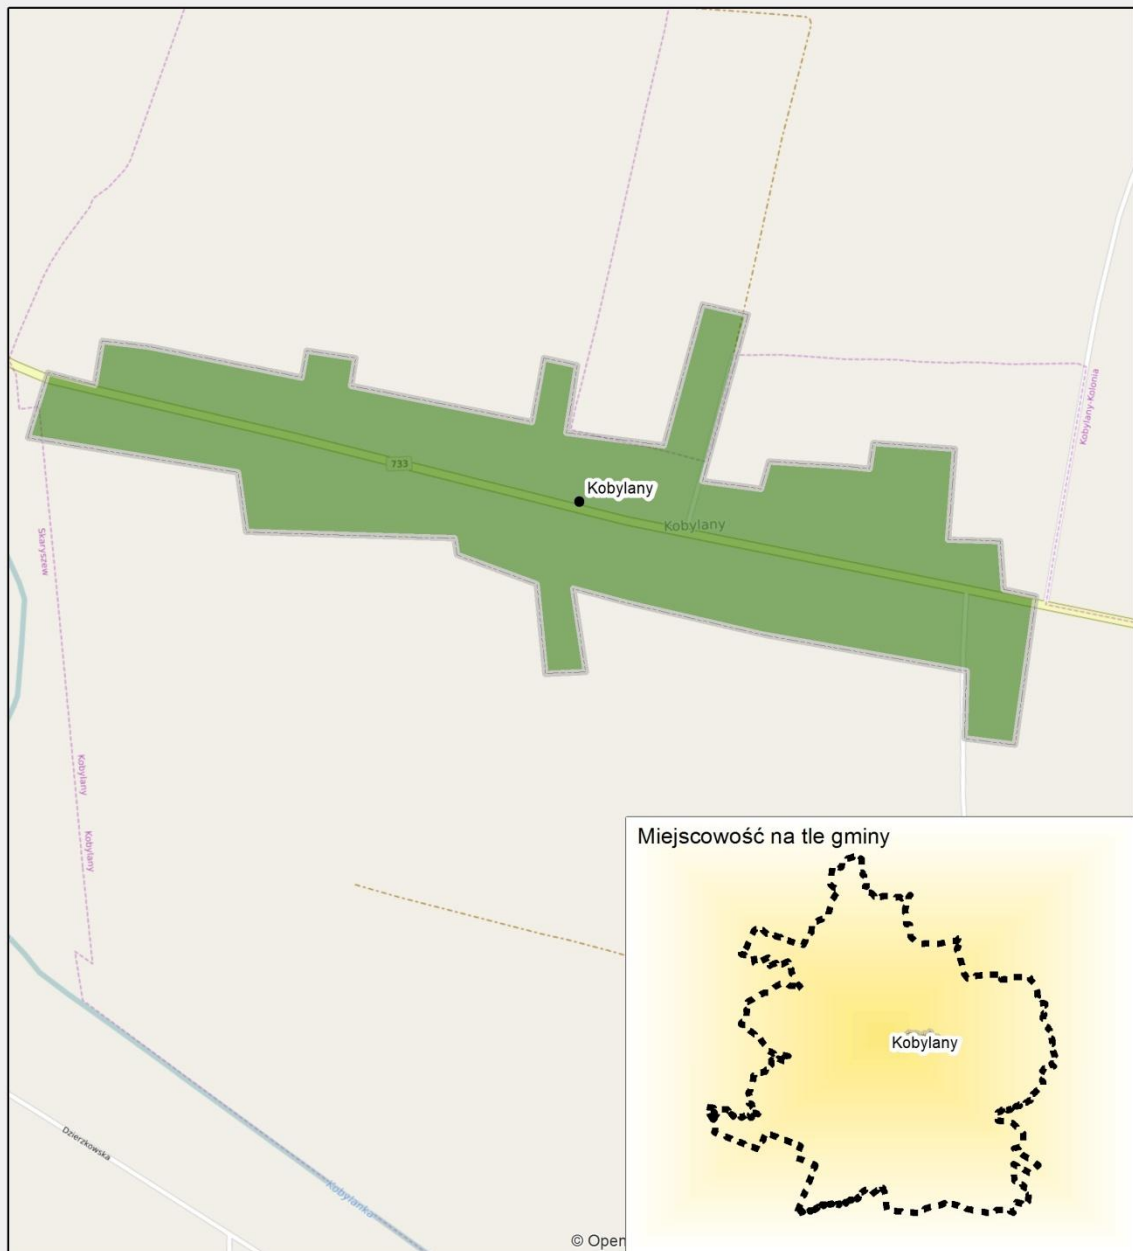 Kobylany-Kolonia
733
Kobylany
Kobylany
Skaryszew
Kobylany
Kobylany
Miejscowość na tle gminy
Kobylany
Dzierzkowska
Kobylanka
© Open